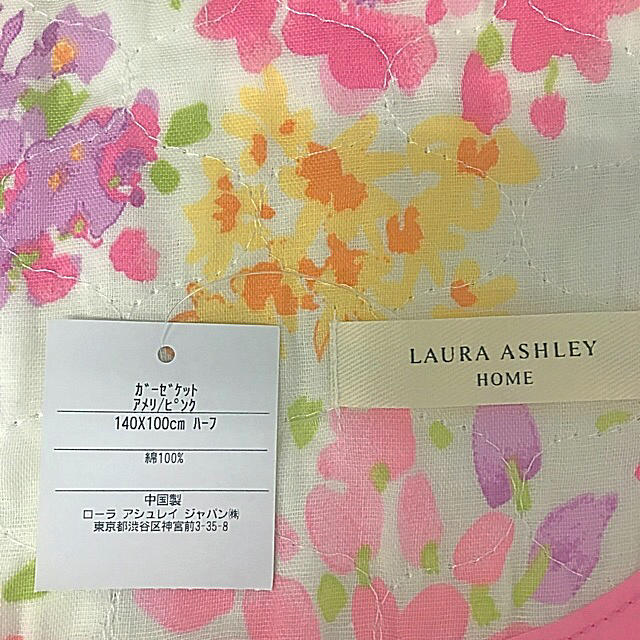 ｶﾞｰｾﾞｹｯﾄ
ｱﾒﾘ/ﾋﾟﾝｸ
140X100cm ﾊｰﾌ
綿100%
中国製
ローラ アシュレイ ジャパン㈱
東京都渋谷区神宮前3-35-8
LAURA ASHLEY
HOME